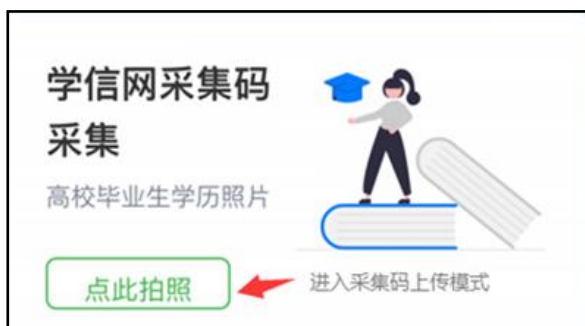 学信网采集码
采集
高校毕业生学历照片
点此拍照
进入采集码上传模式